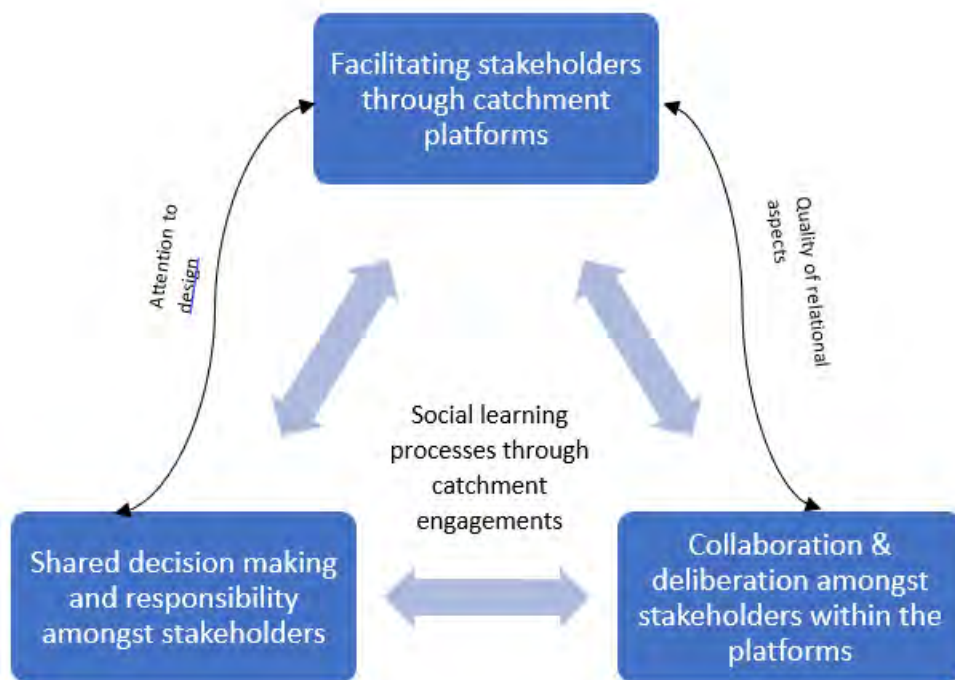 Facilitating stakeholders
through catchment
platforms
Attention to
design
Quality of relational
aspects
Social learning
processes through
catchment
engagements
Shared decision making
and responsibility
amongst stakeholders
Collaboration &
deliberation amongst
stakeholders within the
platforms